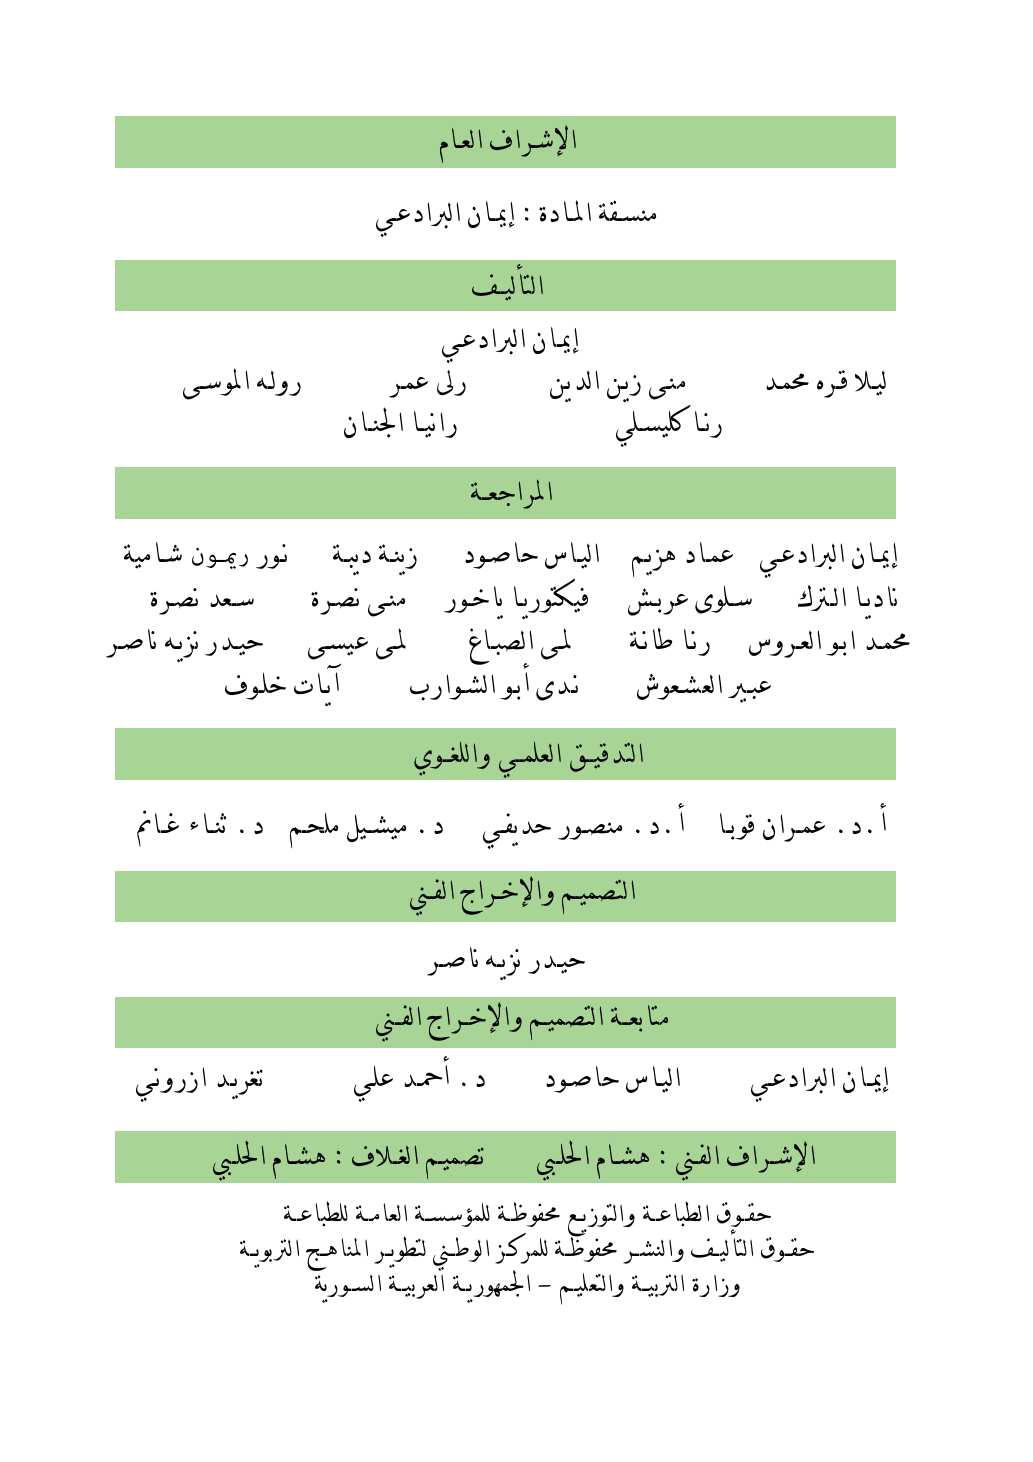 الإشراف العام
منسقة المادة : إيمان البرادعي
التأليف
إيمان البرادعي
ليلا قره محمد منى زين الدين رلى عمر روله الموسى
رنا كليسلي رانيا الجنان
المراجعة
إيمان البرادعي عماد هزيم الياس حاصود زينة ديبة نور ريمون شامية
ناديا الترك سلوى عربش فيكتوريا ياخور منى نصرة سعد نصرة
محمد ابو العروس رنا طانة لمى الصباغ لمى عيسى حيدر نزيه ناصر
عبير العشعوش ندى أبو الشوارب آيات خلوف
التدقيق العلمي واللغوي
أ .د . عمران قوبا أ .د . منصور حديفي د . ميشيل ملحم د . ثناء غانم
التصميم والإخراج الفني
حيدر نزيه ناصر
متابعة التصميم والإخراج الفني
إيمان البرادعي الياس حاصود د . أحمد علي تغريد ازروني
الإشراف الفني : هشام الحلبي تصميم الغلاف : هشام الحلبي
حقوق الطباعة والتوزيع محفوظة للمؤسسة العامة للطباعة
حقوق التأليف والنشر محفوظة للمركز الوطني لتطوير المناهج التربوية
وزارة التربية والتعليم – الجمهورية العربية السورية